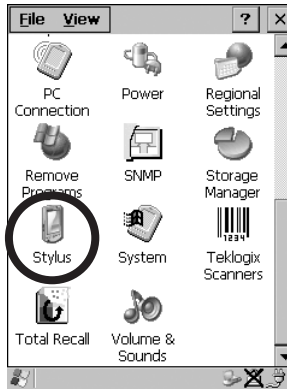 File View ? ×
PC
Connection
Power
Regional
Settings
Remove
Programs
SNMP
Storage
Manager
Stylus
System
1234
Teklogix
Scanners
Total Recall
Volume &
Sounds